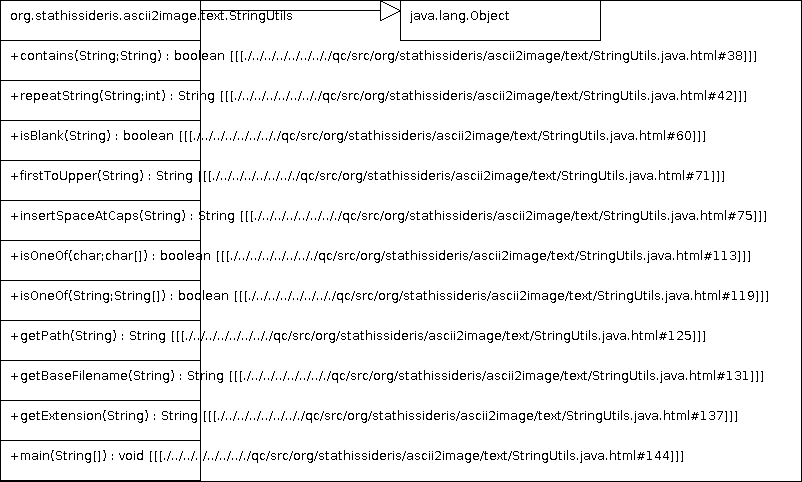 org.stathissideris.ascii2image.text.StringUtils
java.lang.Object
+contains(String;String) : boolean [[[./../../../../../../../qc/src/org/stathissideris/ascii2image/text/StringUtils.java.html#38]]]
+repeatString(String;int) : String [[[./../../../../../../../qc/src/org/stathissideris/ascii2image/text/StringUtils.java.html#42]]]
+isBlank(String) : boolean [[[./../../../../../../../qc/src/org/stathissideris/ascii2image/text/StringUtils.java.html#60]]]
+firstToUpper(String) : String [[[./../../../../../../../qc/src/org/stathissideris/ascii2image/text/StringUtils.java.html#71]]]
+insertSpaceAtCaps(String) : String [[[./../../../../../../../qc/src/org/stathissideris/ascii2image/text/StringUtils.java.html#75]]]
+isOneOf(char;char[]) : boolean [[[./../../../../../../../qc/src/org/stathissideris/ascii2image/text/StringUtils.java.html#113]]]
+isOneOf(String;String[]) : boolean [[[./../../../../../../../qc/src/org/stathissideris/ascii2image/text/StringUtils.java.html#119]]]
+getPath(String) : String [[[./../../../../../../../qc/src/org/stathissideris/ascii2image/text/StringUtils.java.html#125]]]
+getBaseFilename(String) : String [[[./../../../../../../../qc/src/org/stathissideris/ascii2image/text/StringUtils.java.html#131]]]
+getExtension(String) : String [[[./../../../../../../../qc/src/org/stathissideris/ascii2image/text/StringUtils.java.html#137]]]
+main(String[]) : void [[[./../../../../../../../qc/src/org/stathissideris/ascii2image/text/StringUtils.java.html#144]]]